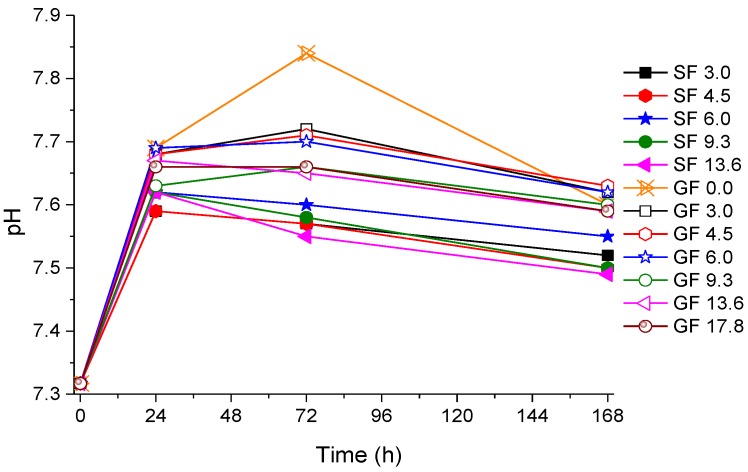 7.9
7.8
7.7
7.6
7.5
7.4
7.3
pH
0 24 48 72 96 120 144 168
Time (h)
SF 3.0
SF 4.5
SF 6.0
SF 9.3
SF 13.6
GF 0.0
GF 3.0
GF 4.5
GF 6.0
GF 9.3
GF 13.6
GF 17.8